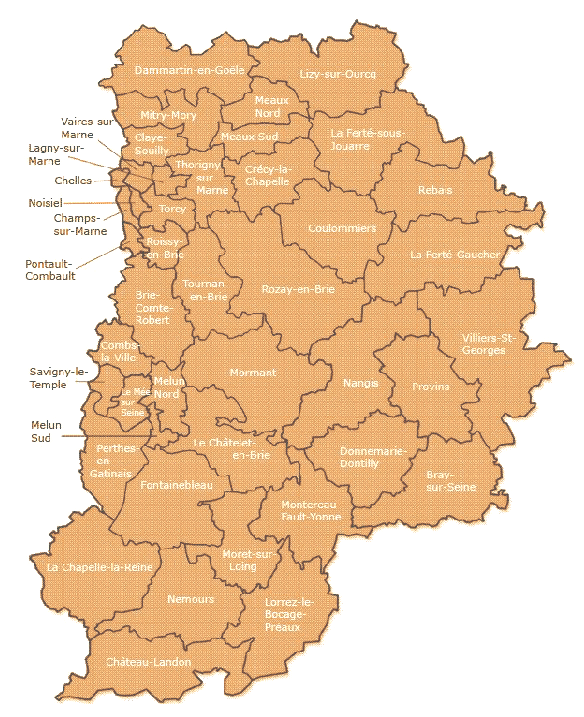 Dammartin-en-Goële
Lizy-sur-Ourcq
Meaux
Nord
Mitry-Mory
Vaires-sur-
Marne
Meaux Sud
La Ferté-sous-
Jouarre
Claye-
Souilly
Lagny-sur-
Marne
Thorigny
sur
Marne
Crécy-la-
Chapelle
Chelles
Rebais
Noisiel
Torcy
Champs-
sur-Marne
Coulommiers
Roissy-
en-Brie
La Ferté-Gaucher
Pontault-
Combault
Tournan
en-Brie
Rozay-en-Brie
Brie-
Comte-
Robert
Combs-
la Ville
Villiers-St-
Georges
Savigny-le-
Temple
Melun
Nord
Mormant
Nangis
Provins
Le Mée
sur
Seine
Melun
Sud
Le Châtelet-
en-Brie
Perthes-
en
Gatinais
Donnemarie-
Dontilly
Fontainebleau
Bray-
sur-Seine
Montereau
Fault-Yonne
Moret-sur-
Loing
La Chapelle-la-Reine
Nemours
Lorrez-le-
Bocage-
Preaux
Château-Landon